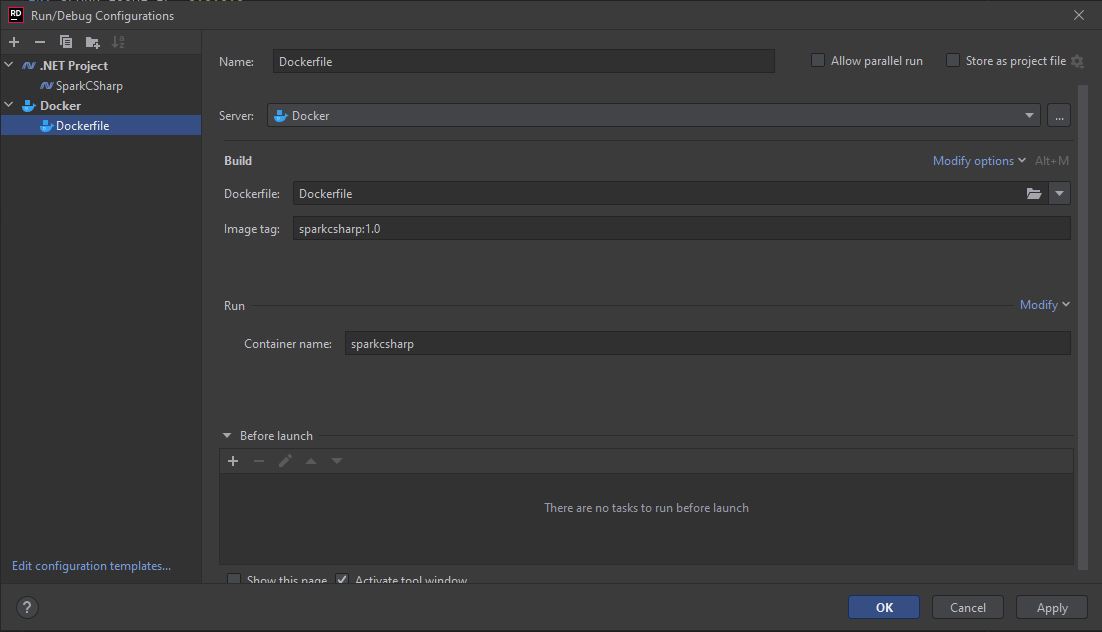 RD Run/Debug Configurations
.NET Project
SparkCSharp
Docker
Dockerfile
Edit configuration templates...
Name: Dockerfile
Allow parallel run
Store as project file
Server: Docker
...
Build
Modify options
Alt+M
Dockerfile: Dockerfile
Image tag: sparkcsharp:1.0
Run
Modify
Container name: sparkcsharp
Before launch
There are no tasks to run before launch
Show this page
Activate tool window
?
OK
Cancel
Apply